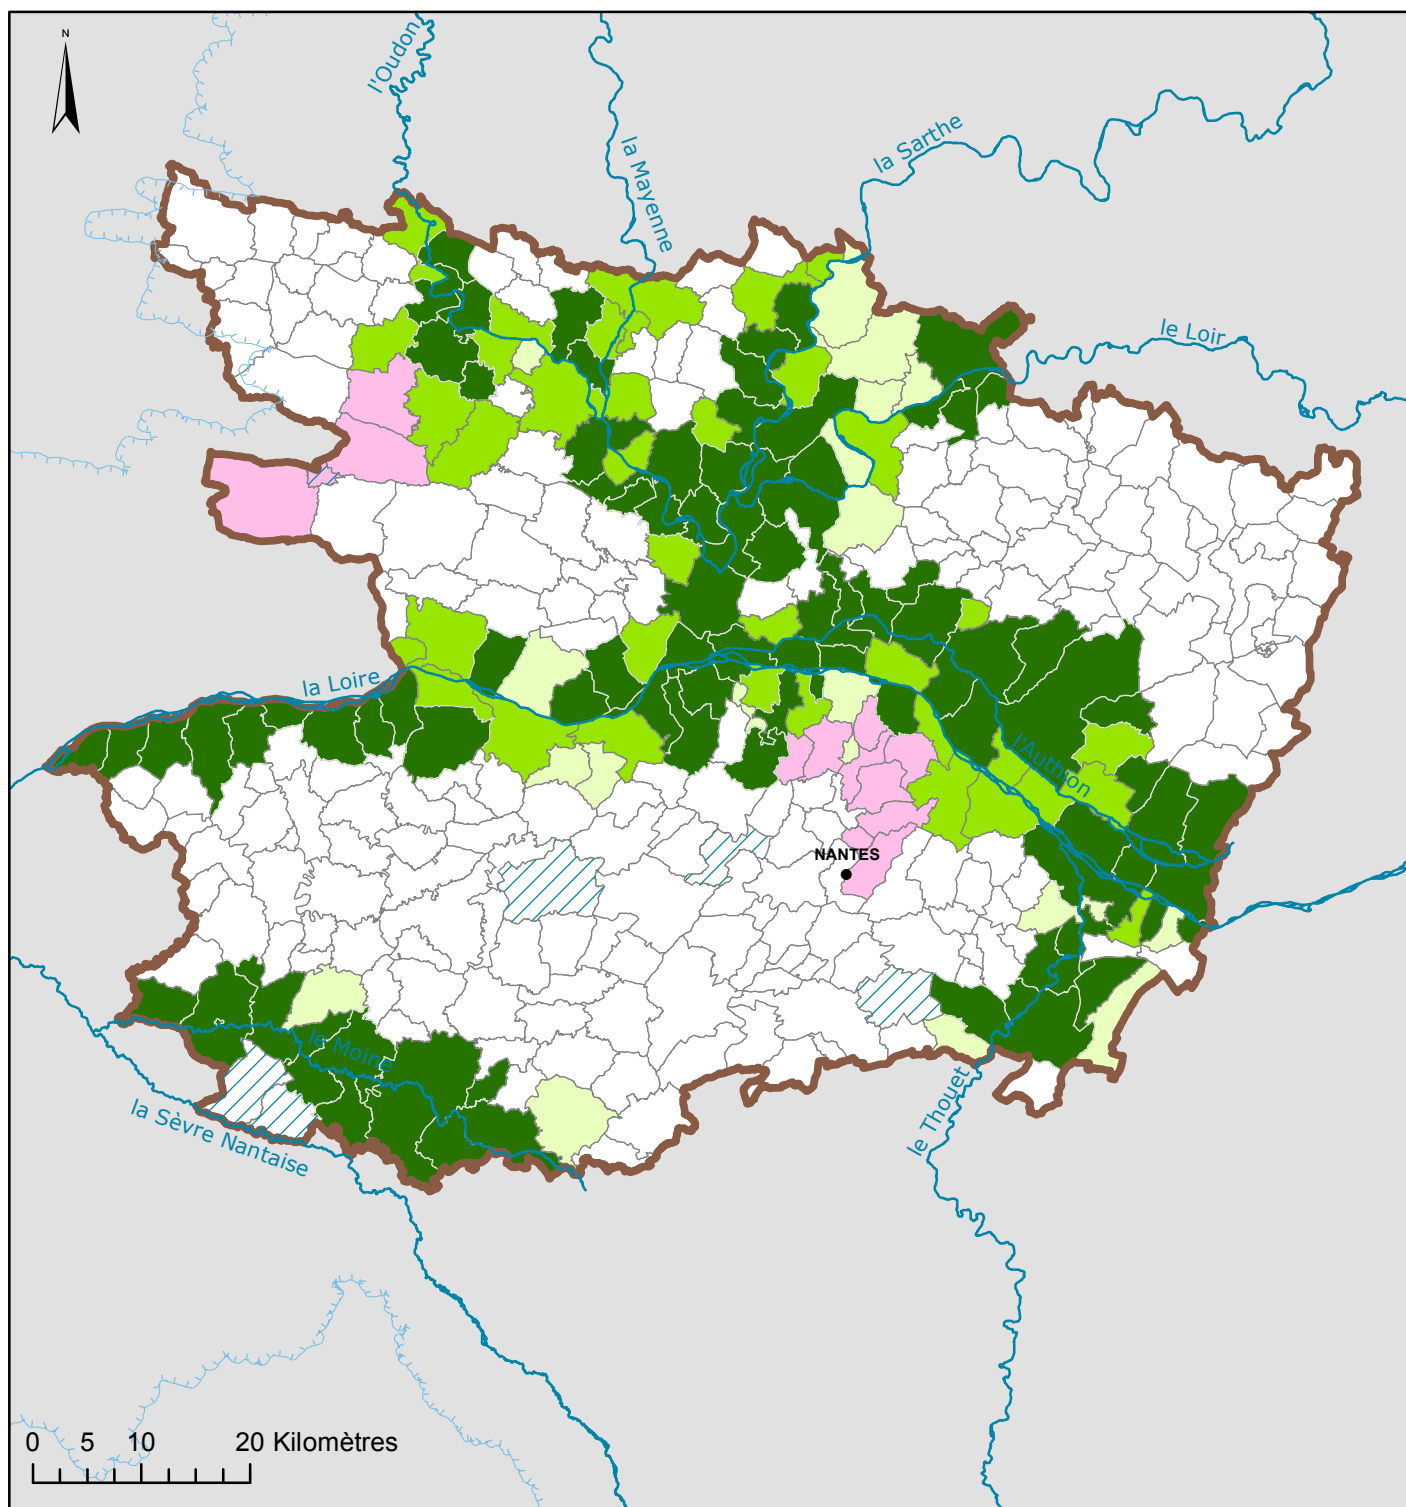 N
l'Oudon
la Mayenne
la Sarthe
le Loir
la Loire
l'Authion
NANTES
le Moine
la Sèvre Nantaise
le Thouet
0 5 10 20 Kilomètres